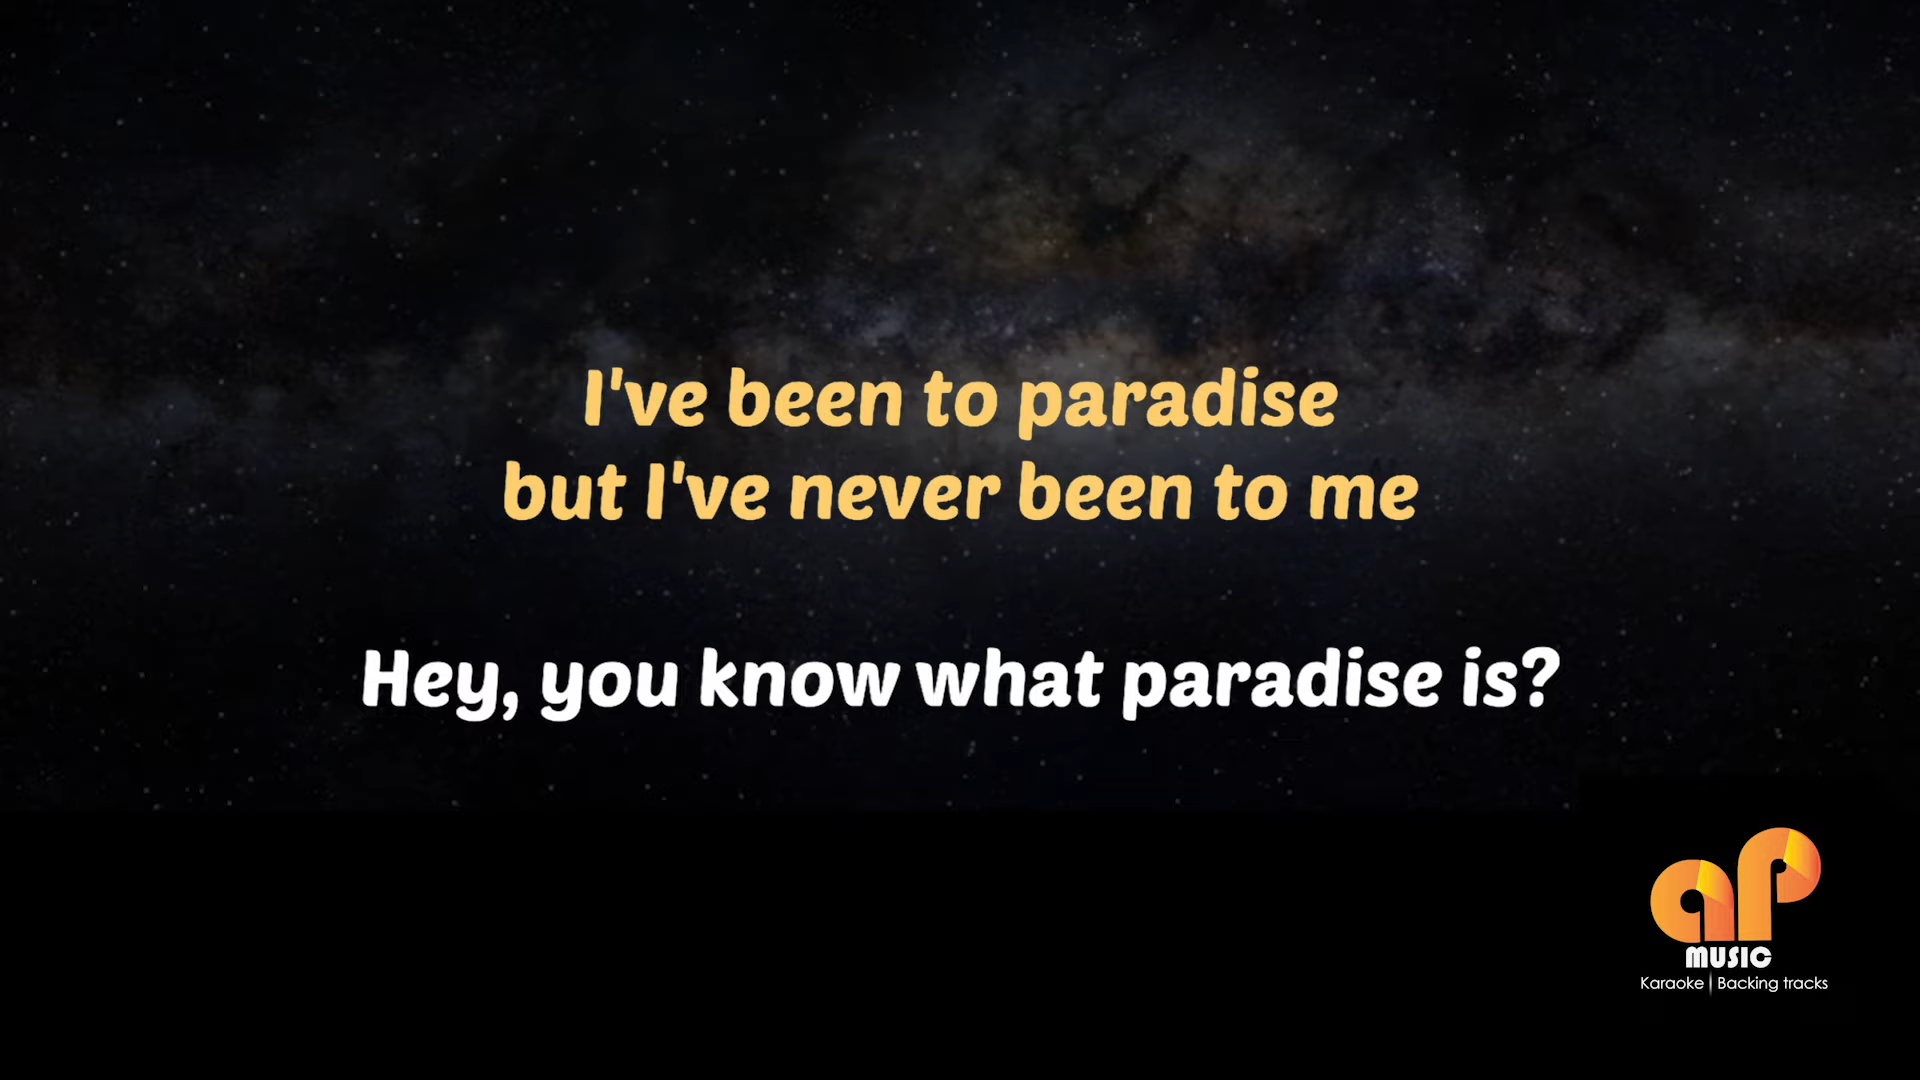 I've been to paradise
but I've never been to me
Hey, you know what paradise is?
aP
MUSIC
Karaoke | Backing tracks